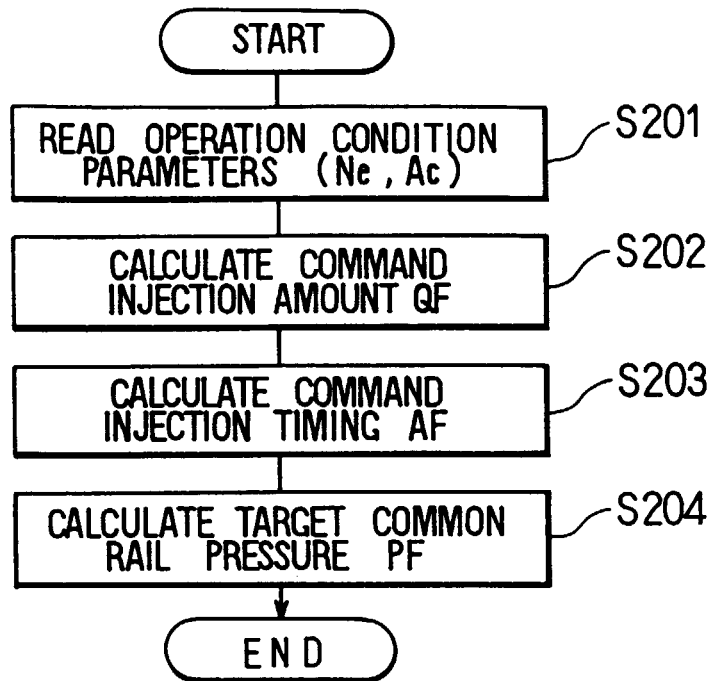 START
READ OPERATION CONDITION
PARAMETERS (Ne, Ac)
S201
CALCULATE COMMAND
INJECTION AMOUNT QF
S202
CALCULATE COMMAND
INJECTION TIMING AF
S203
CALCULATE TARGET COMMON
RAIL PRESSURE PF
S204
END